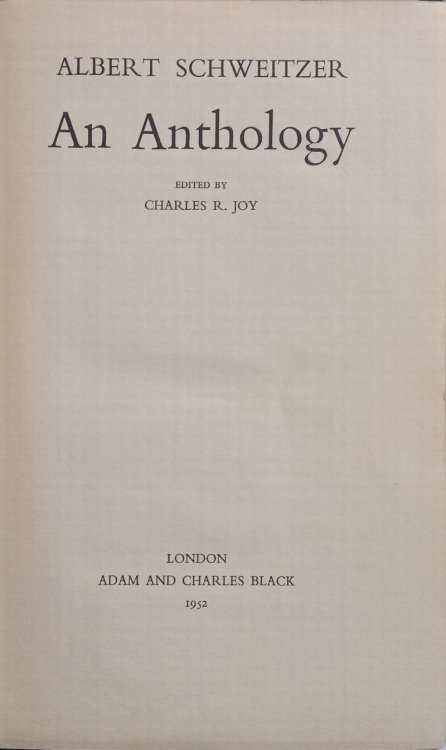 ALBERT SCHWEITZER
An Anthology
EDITED BY
CHARLES R. JOY
LONDON
ADAM AND CHARLES BLACK
1952